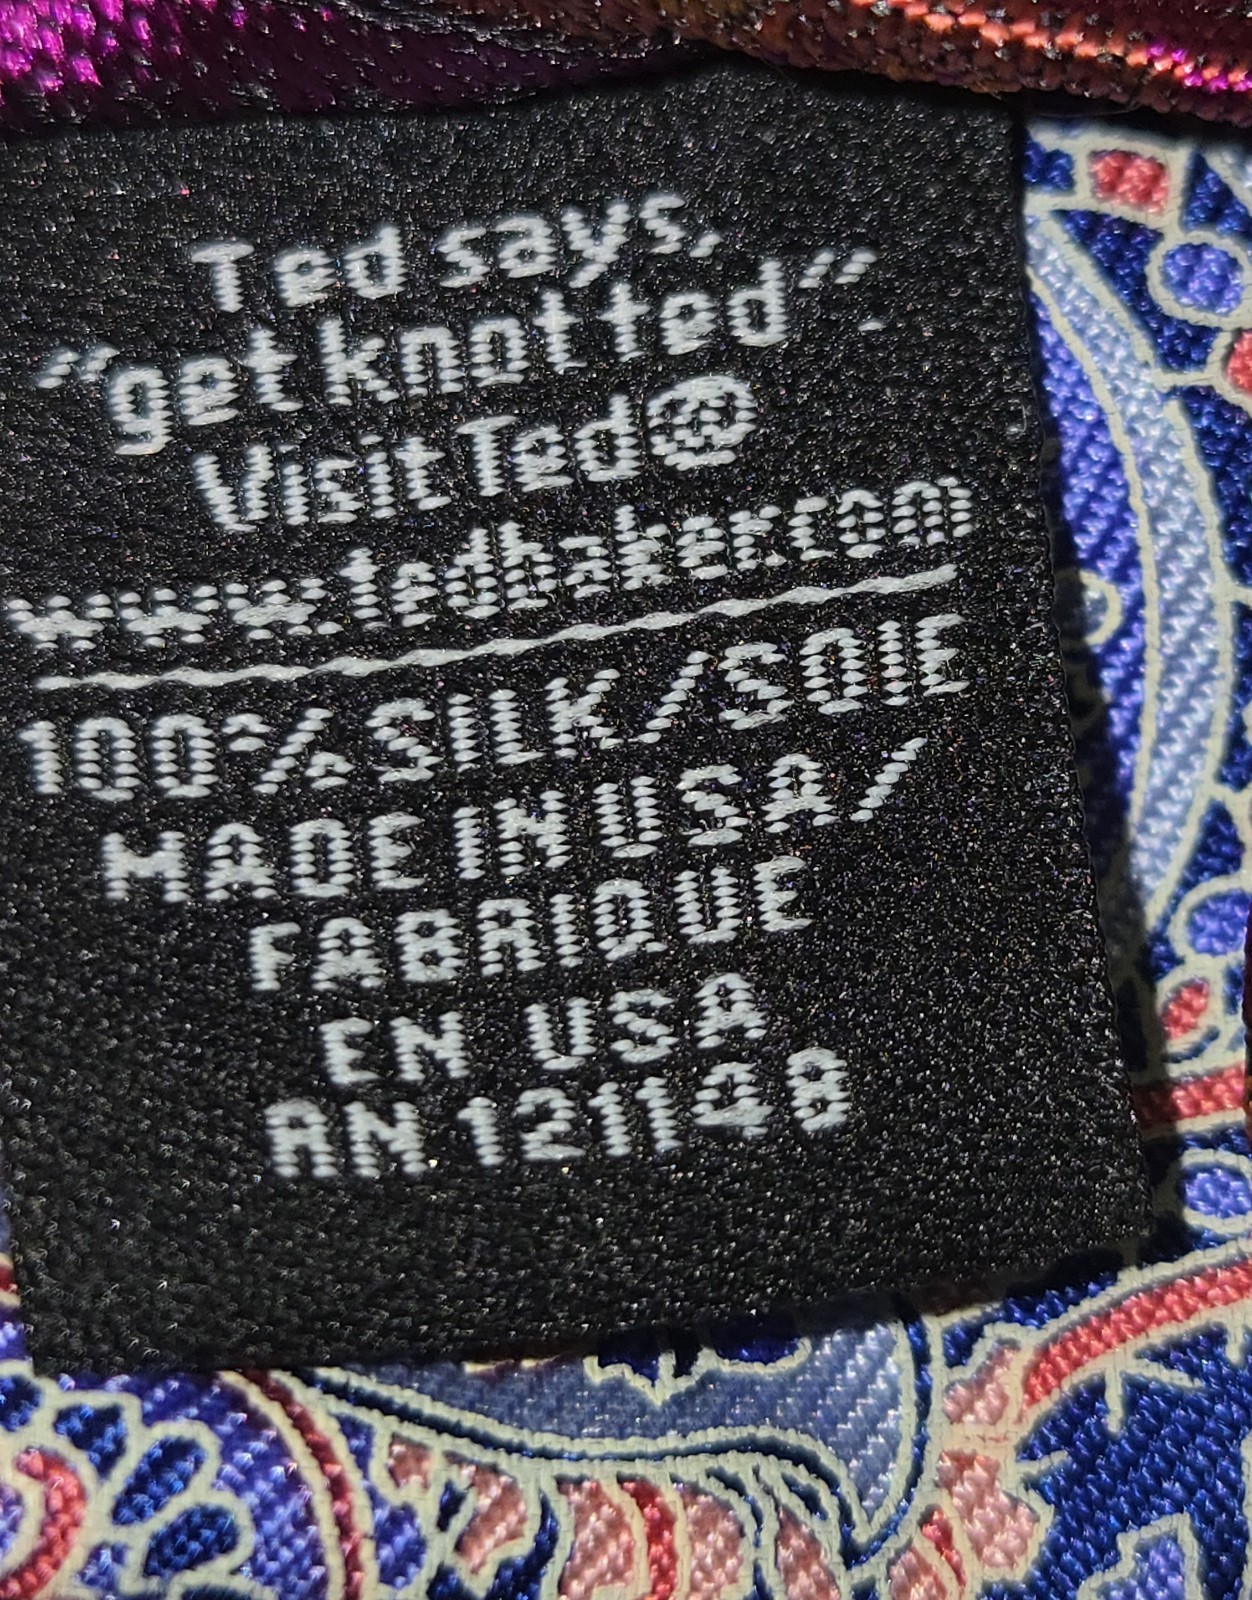 Ted says,
"get knotted"
Visit Ted@
www.tedbaker.com
100% SILK/SOIE
MADE IN USA/
FABRIQUE
EN USA
RN 121148